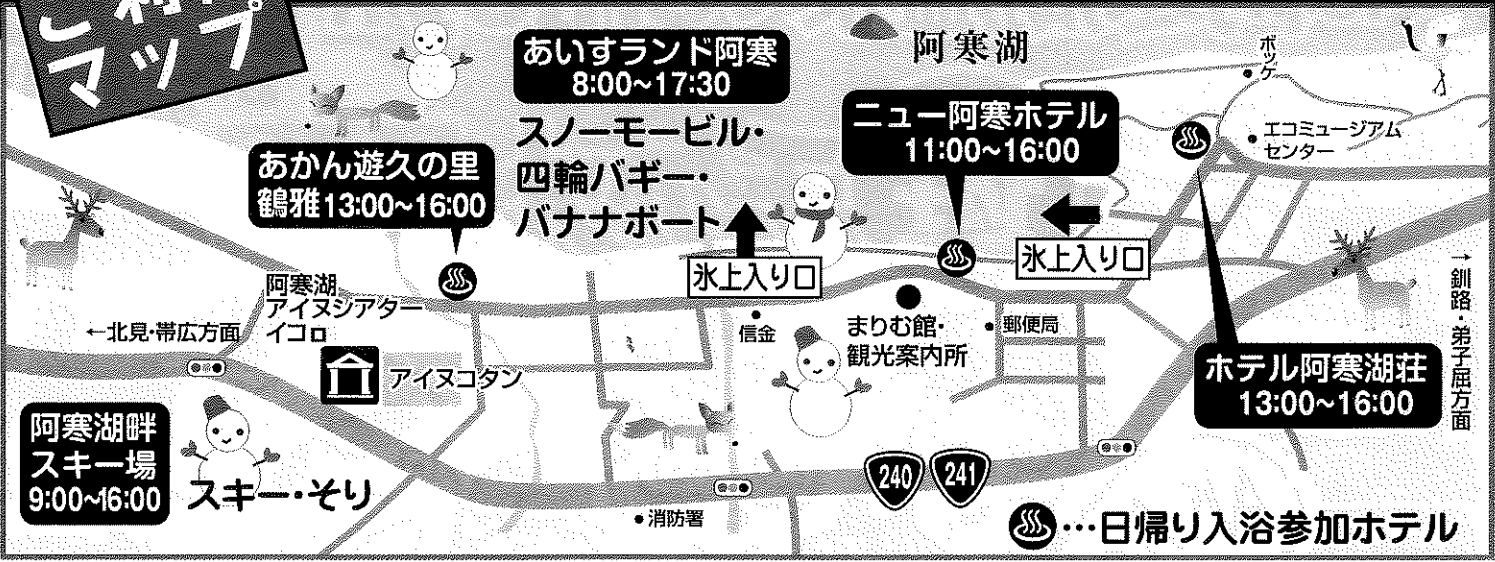 マップ
あいすランド阿寒
8:00~17:30
スノーモービル・
四輪バギー・
バナナボート
阿寒湖
ボッケ
エコミュージアム
センター
ニュー阿寒ホテル
11:00~16:00
あかん遊久の里
鶴雅13:00~16:00
氷上入り口
氷上入り口
阿寒湖
アイヌシアター
イコㇿ
←北見・帯広方面
アイヌコタン
信金
まりむ館・
観光案内所
郵便局
→釧路・弟子屈方面
ホテル阿寒湖荘
13:00~16:00
阿寒湖畔
スキー場
9:00~16:00
スキー・そり
240
241
消防署
…日帰り入浴参加ホテル